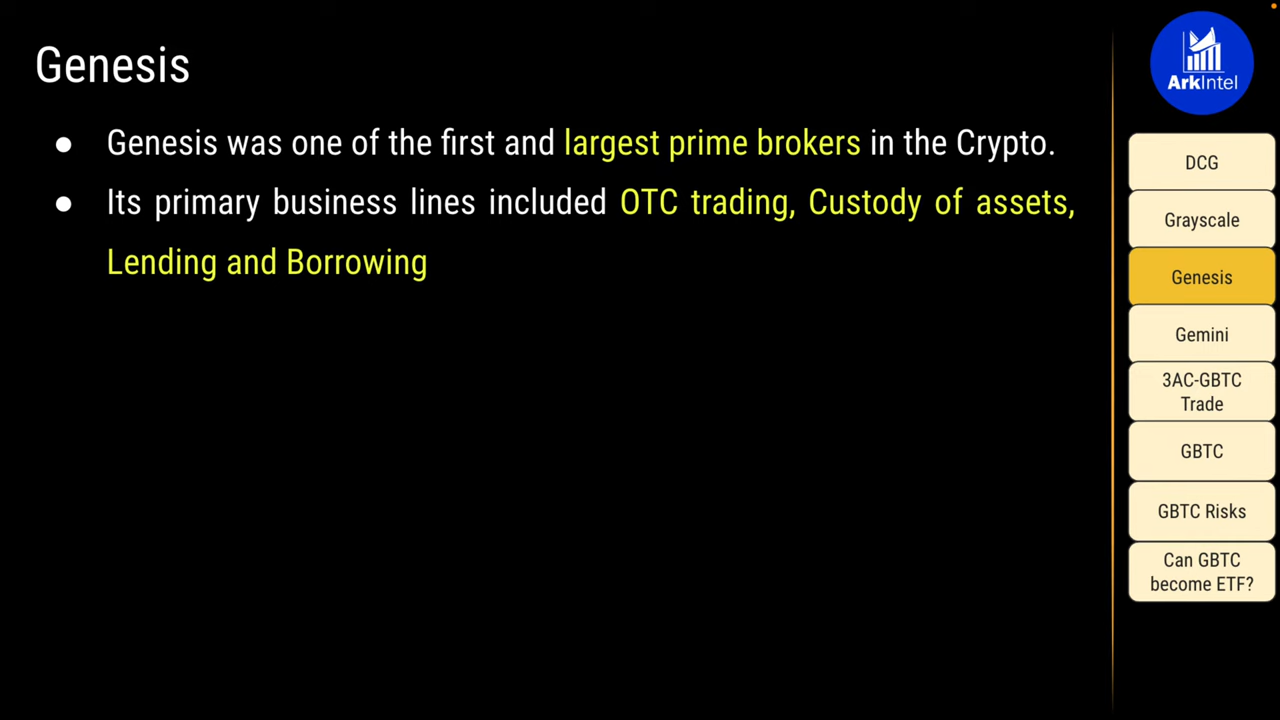 Genesis
● Genesis was one of the first and largest prime brokers in the Crypto.
● Its primary business lines included OTC trading, Custody of assets,
Lending and Borrowing
ArkIntel
DCG
Grayscale
Genesis
Gemini
3AC-GBTC
Trade
GBTC
GBTC Risks
Can GBTC
become ETF?